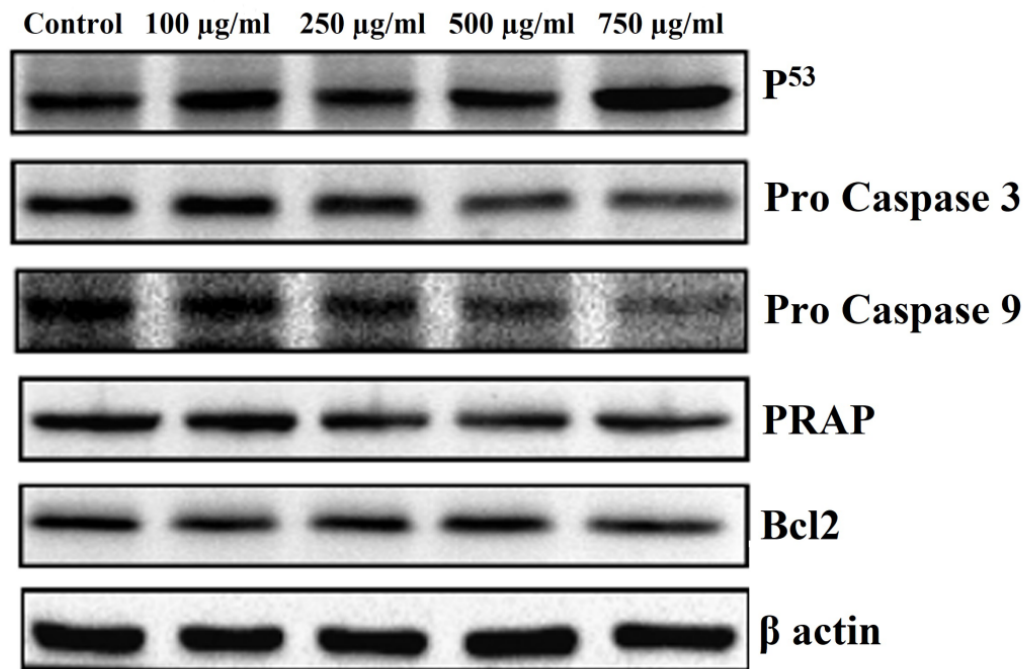 Control 100 μg/ml 250 μg/ml 500 μg/ml 750 μg/ml
P⁵³
Pro Caspase 3
Pro Caspase 9
PRAP
Bcl2
β actin